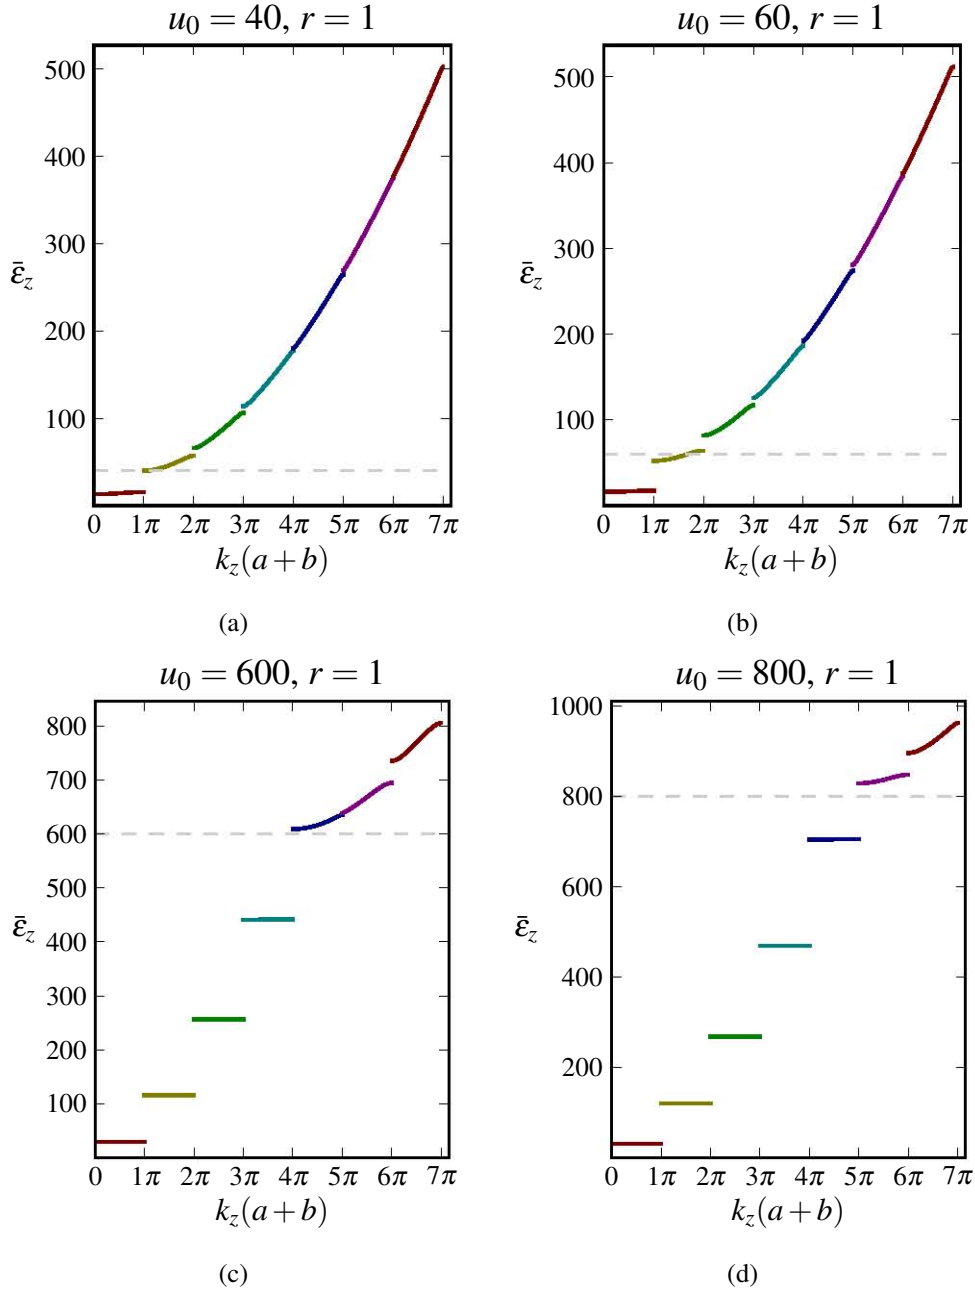 u₀ = 40, r = 1
500
400
300
ε̄_z
200
100
0 1π 2π 3π 4π 5π 6π 7π
k_z(a + b)
(a)
u₀ = 60, r = 1
500
400
300
ε̄_z
200
100
0 1π 2π 3π 4π 5π 6π 7π
k_z(a + b)
(b)
u₀ = 600, r = 1
800
700
600
500
ε̄_z
400
300
200
100
0 1π 2π 3π 4π 5π 6π 7π
k_z(a + b)
(c)
u₀ = 800, r = 1
1000
800
600
ε̄_z
400
200
0 1π 2π 3π 4π 5π 6π 7π
k_z(a + b)
(d)